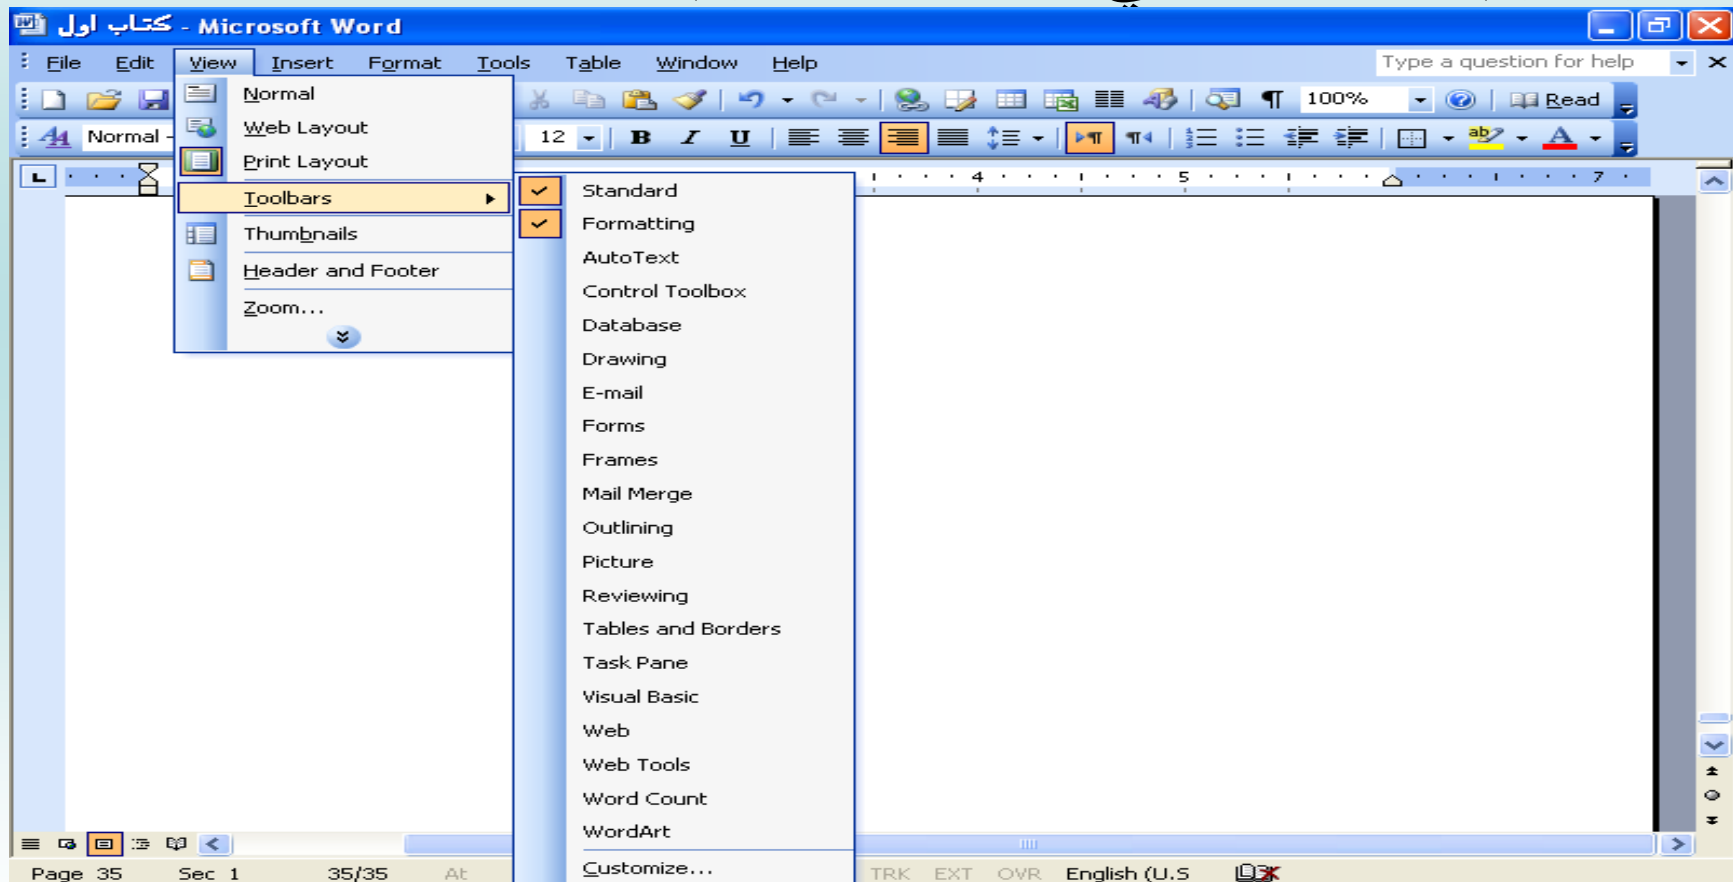 كتاب اول - Microsoft Word
File Edit View Insert Format Tools Table Window Help Type a question for help
100% Read
Normal 12 B I U
4 5 7
Normal
Web Layout
Print Layout
Toolbars
Thumbnails
Header and Footer
Zoom...
Standard
Formatting
AutoText
Control Toolbox
Database
Drawing
E-mail
Forms
Frames
Mail Merge
Outlining
Picture
Reviewing
Tables and Borders
Task Pane
Visual Basic
Web
Web Tools
Word Count
WordArt
Customize...
Page 35 Sec 1 35/35 At TRK EXT OVR English (U.S